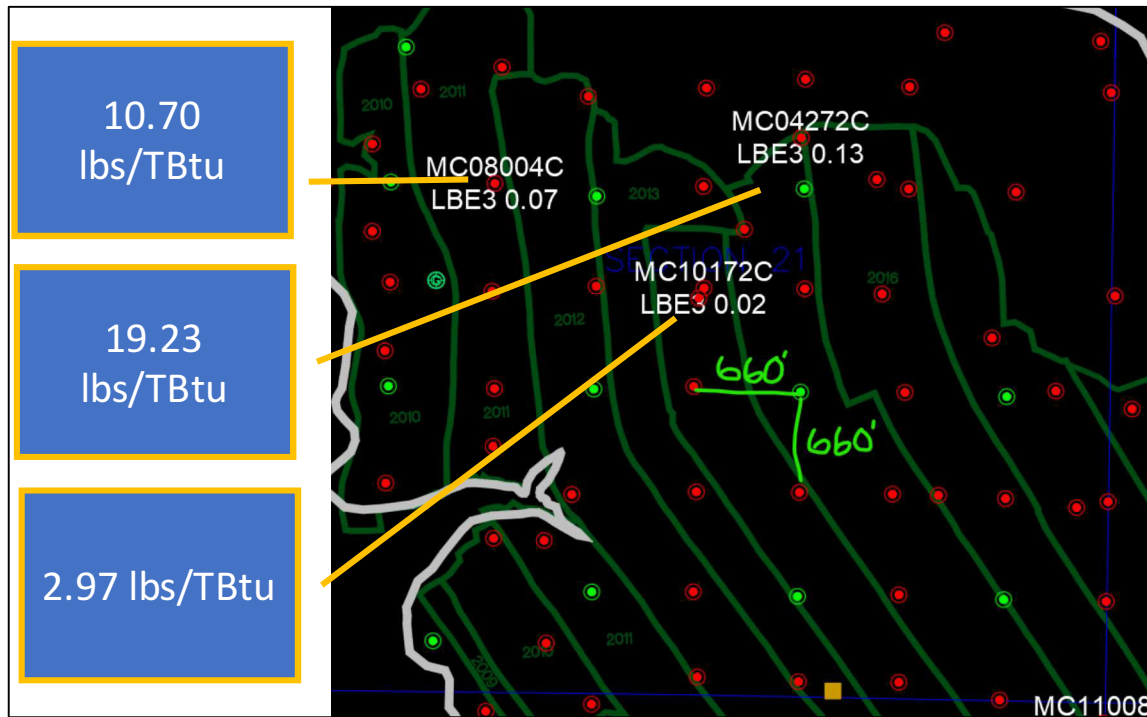 10.70
lbs/TBtu
19.23
lbs/TBtu
2.97 lbs/TBtu
2010
2011
MC08004C
LBE3 0.07
MC04272C
LBE3 0.13
2013
SECTION 21
MC10172C
LBE3 0.02
2016
2012
660'
660'
2010
2011
2010
2011
2009
MC11008